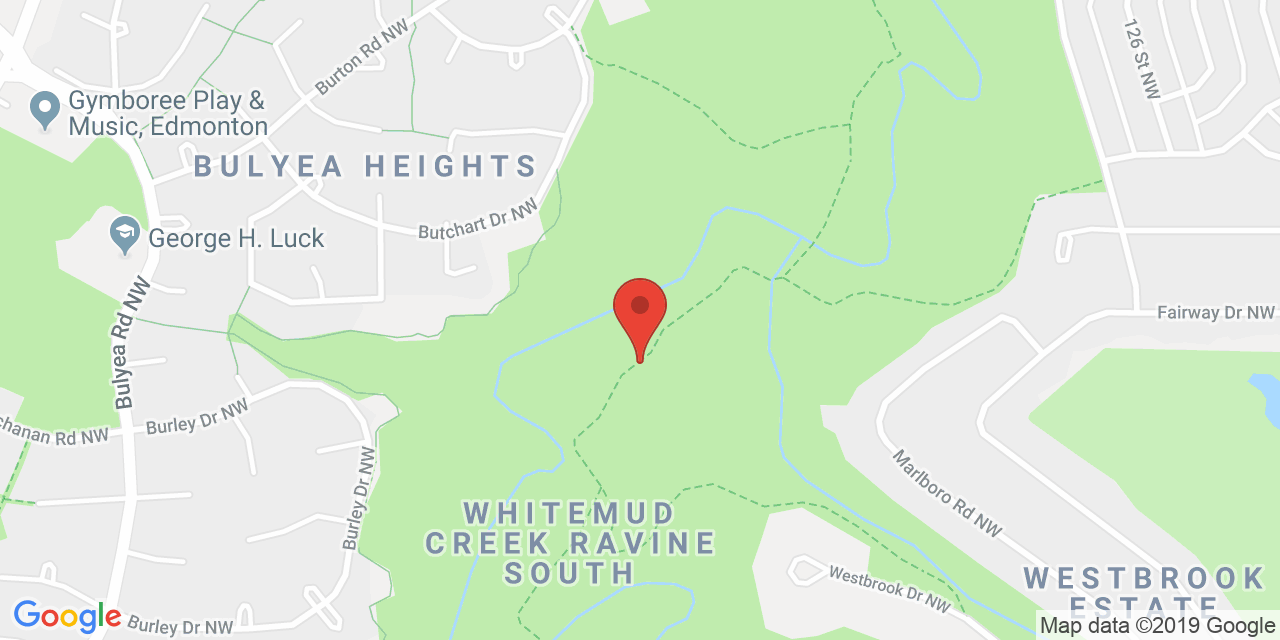 126 St NW
Burton Rd NW
Gymboree Play &
Music, Edmonton
BULYEA HEIGHTS
Butchart Dr NW
George H. Luck
Bulyea Rd NW
Fairway Dr NW
chanan Rd NW
Burley Dr NW
Burley Dr NW
Marlboro Rd NW
WHITEMUD
CREEK RAVINE
SOUTH
Westbrook Dr NW
WESTBROOK
ESTATE
Google
Burley Dr NW
Map data ©2019 Google